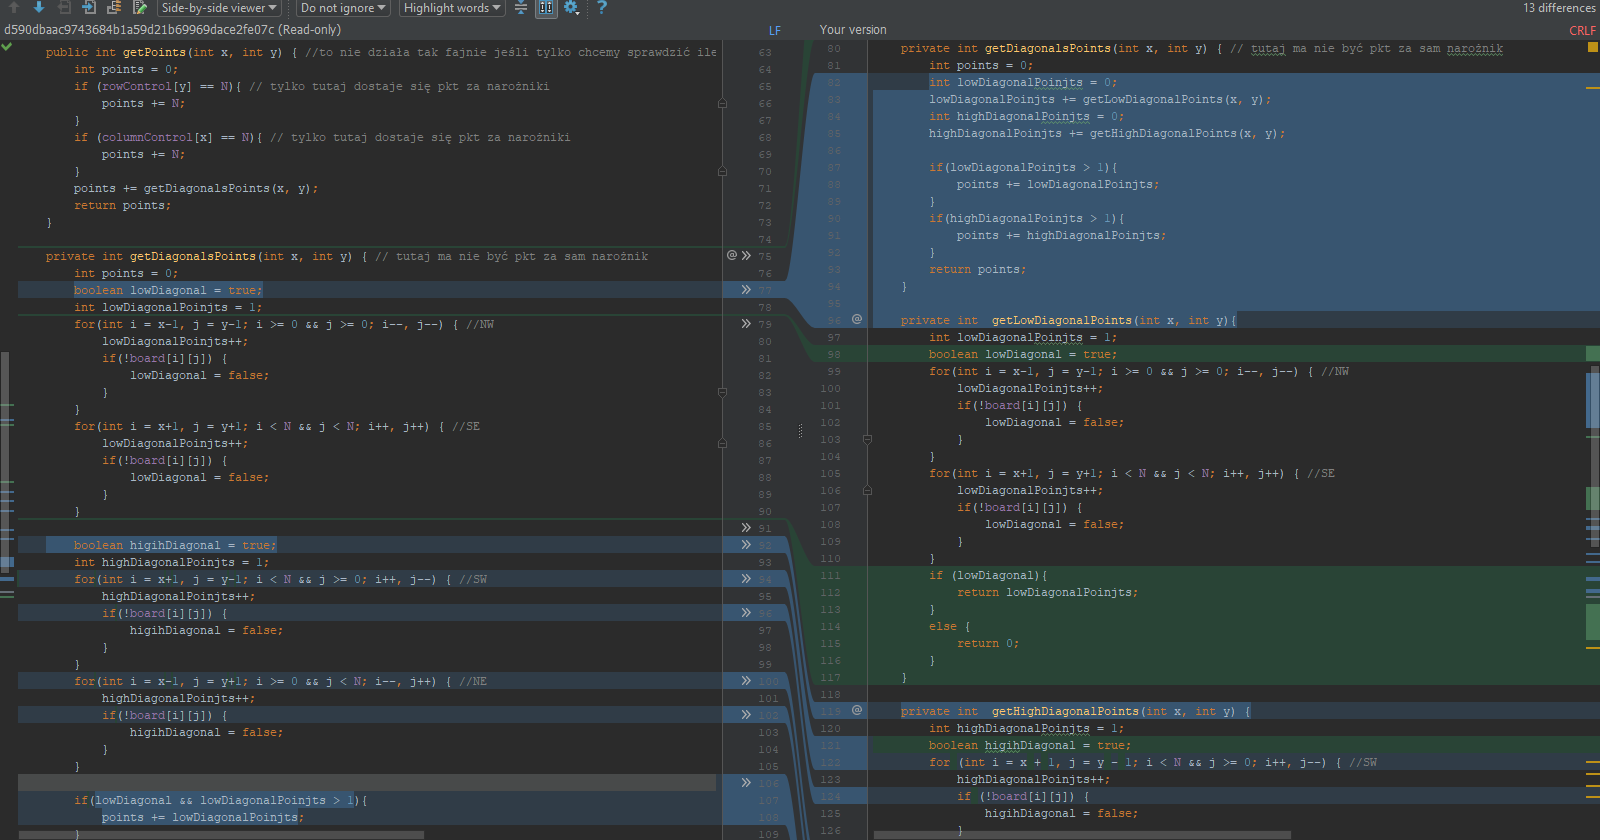 Side-by-side viewer
Do not ignore
Highlight words
?
13 differences
d590dbaac9743684b1a59d21b69969dace2fe07c (Read-only)
LF
Your version
CRLF
63 public int getPoints(int x, int y) { //to nie działa tak fajnie jeśli tylko chcemy sprawdzić ile
64 int points = 0;
65 if (rowControl[y] == N){ // tylko tutaj dostaje się pkt za narożniki
66 points += N;
67 }
68 if (columnControl[x] == N){ // tylko tutaj dostaje się pkt za narożniki
69 points += N;
70 }
71 points += getDiagonalsPoints(x, y);
72 return points;
73 }
74
75 private int getDiagonalsPoints(int x, int y) { // tutaj ma nie być pkt za sam narożnik
76 int points = 0;
77 boolean lowDiagonal = true;
78 int lowDiagonalPoinjts = 1;
79 for(int i = x-1, j = y-1; i >= 0 && j >= 0; i--, j--) { //NW
80 lowDiagonalPoinjts++;
81 if(!board[i][j]) {
82 lowDiagonal = false;
83 }
84 }
85 for(int i = x+1, j = y+1; i < N && j < N; i++, j++) { //SE
86 lowDiagonalPoinjts++;
87 if(!board[i][j]) {
88 lowDiagonal = false;
89 }
90 }
91
92 boolean higihDiagonal = true;
93 int highDiagonalPoinjts = 1;
94 for(int i = x+1, j = y-1; i < N && j >= 0; i++, j--) { //SW
95 highDiagonalPoinjts++;
96 if(!board[i][j]) {
97 higihDiagonal = false;
98 }
99 }
100 for(int i = x-1, j = y+1; i >= 0 && j < N; i--, j++) { //NE
101 highDiagonalPoinjts++;
102 if(!board[i][j]) {
103 higihDiagonal = false;
104 }
105 }
106
107 if(lowDiagonal && lowDiagonalPoinjts > 1){
108 points += lowDiagonalPoinjts;
109 }
80 private int getDiagonalsPoints(int x, int y) { // tutaj ma nie być pkt za sam narożnik
81 int points = 0;
82 int lowDiagonalPoinjts = 0;
83 lowDiagonalPoinjts += getLowDiagonalPoints(x, y);
84 int highDiagonalPoinjts = 0;
85 highDiagonalPoinjts += getHighDiagonalPoints(x, y);
86
87 if(lowDiagonalPoinjts > 1){
88 points += lowDiagonalPoinjts;
89 }
90 if(highDiagonalPoinjts > 1){
91 points += highDiagonalPoinjts;
92 }
93 return points;
94 }
95
96 @ private int getLowDiagonalPoints(int x, int y){
97 int lowDiagonalPoinjts = 1;
98 boolean lowDiagonal = true;
99 for(int i = x-1, j = y-1; i >= 0 && j >= 0; i--, j--) { //NW
100 lowDiagonalPoinjts++;
101 if(!board[i][j]) {
102 lowDiagonal = false;
103 }
104 }
105 for(int i = x+1, j = y+1; i < N && j < N; i++, j++) { //SE
106 lowDiagonalPoinjts++;
107 if(!board[i][j]) {
108 lowDiagonal = false;
109 }
110 }
111 if (lowDiagonal){
112 return lowDiagonalPoinjts;
113 }
114 else {
115 return 0;
116 }
117 }
118
119 @ private int getHighDiagonalPoints(int x, int y) {
120 int highDiagonalPoinjts = 1;
121 boolean higihDiagonal = true;
122 for (int i = x + 1, j = y - 1; i < N && j >= 0; i++, j--) { //SW
123 highDiagonalPoinjts++;
124 if (!board[i][j]) {
125 higihDiagonal = false;
126 }